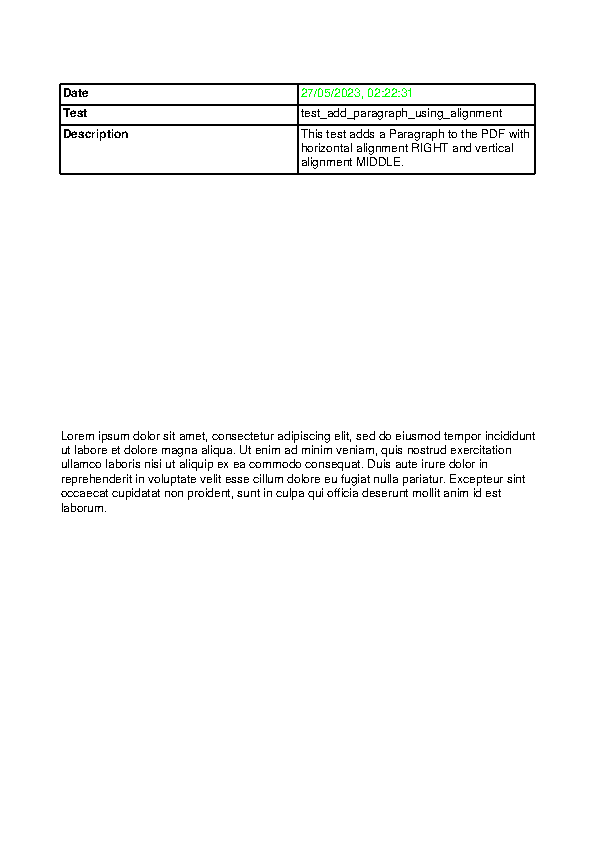 Date 27/05/2023, 02:22:31
Test test_add_paragraph_using_alignment
Description This test adds a Paragraph to the PDF with
horizontal alignment RIGHT and vertical
alignment MIDDLE.
Lorem ipsum dolor sit amet, consectetur adipiscing elit, sed do eiusmod tempor incididunt
ut labore et dolore magna aliqua. Ut enim ad minim veniam, quis nostrud exercitation
ullamco laboris nisi ut aliquip ex ea commodo consequat. Duis aute irure dolor in
reprehenderit in voluptate velit esse cillum dolore eu fugiat nulla pariatur. Excepteur sint
occaecat cupidatat non proident, sunt in culpa qui officia deserunt mollit anim id est
laborum.